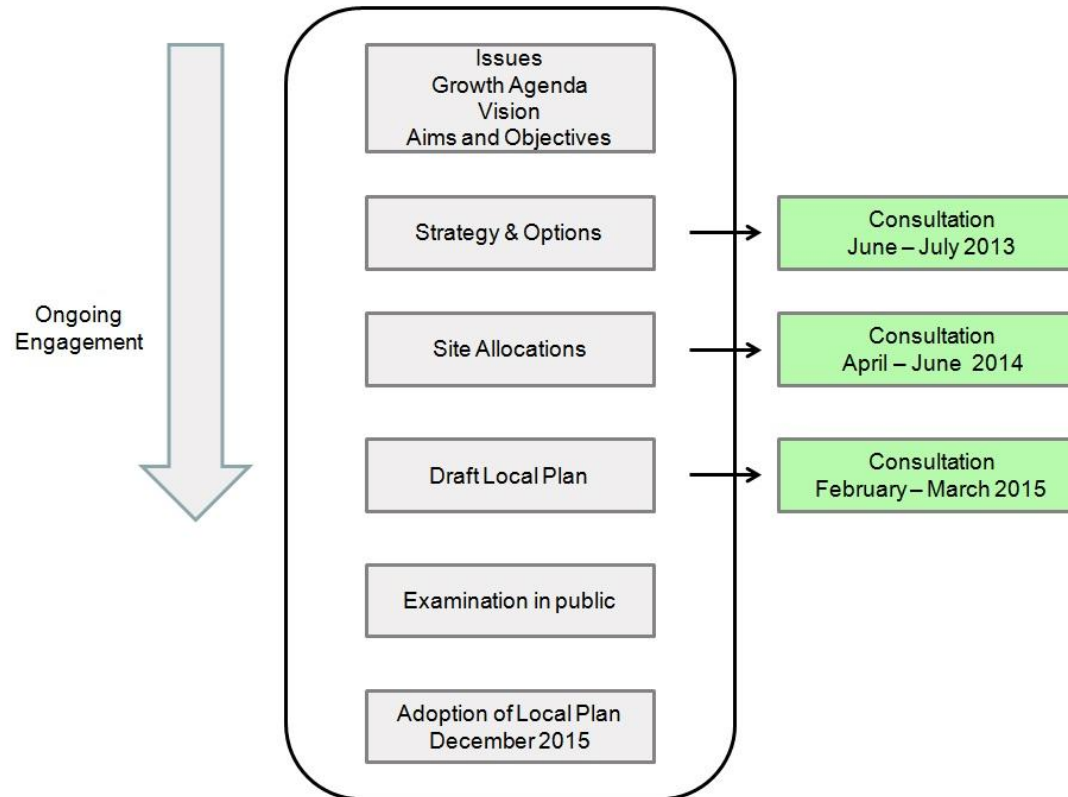 Issues
Growth Agenda
Vision
Aims and Objectives
Strategy & Options
Consultation
June – July 2013
Ongoing
Engagement
Site Allocations
Consultation
April – June 2014
Draft Local Plan
Consultation
February – March 2015
Examination in public
Adoption of Local Plan
December 2015